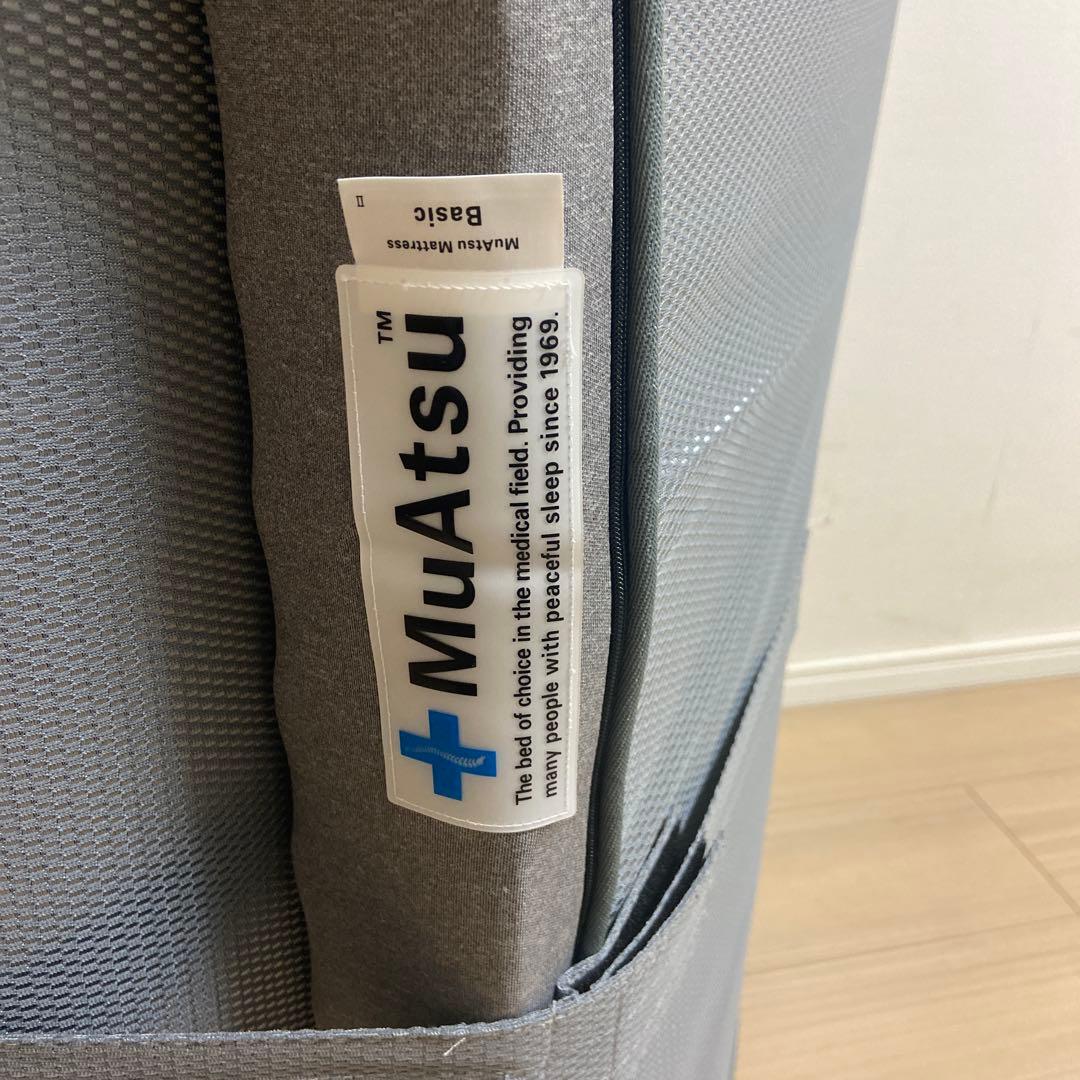 MuAtsu Mattress
Basic
II
MuAtsu™
The bed of choice in the medical field. Providing
many people with peaceful sleep since 1969.